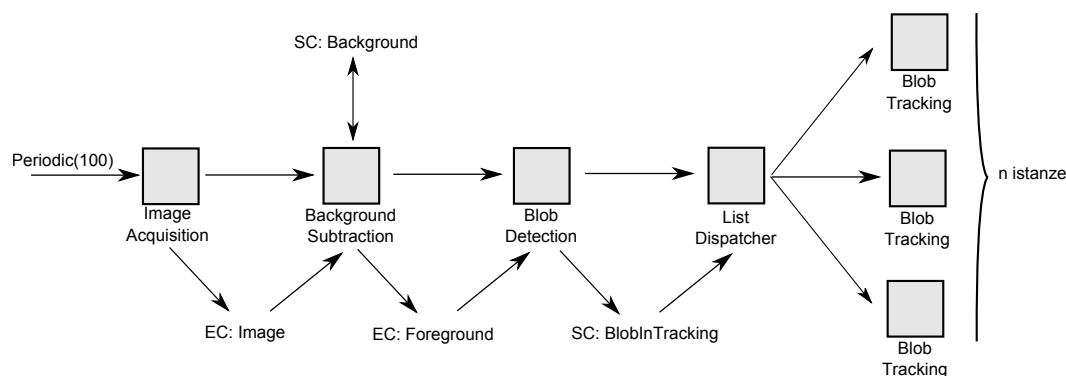 SC: Background
Periodic(100)
Image
Acquisition
Background
Subtraction
Blob
Detection
List
Dispatcher
Blob
Tracking
Blob
Tracking
Blob
Tracking
n istanze
EC: Image
EC: Foreground
SC: BlobInTracking